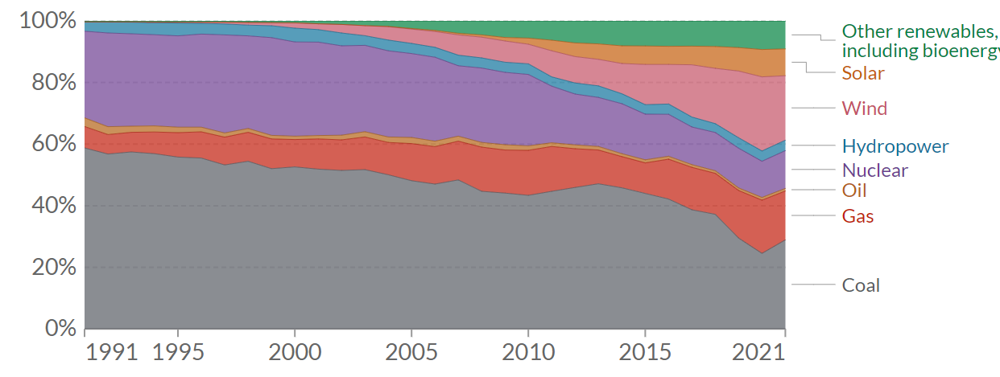 100%
80%
60%
40%
20%
0%
1991 1995 2000 2005 2010 2015 2021
Other renewables,
including bioenergy
Solar
Wind
Hydropower
Nuclear
Oil
Gas
Coal